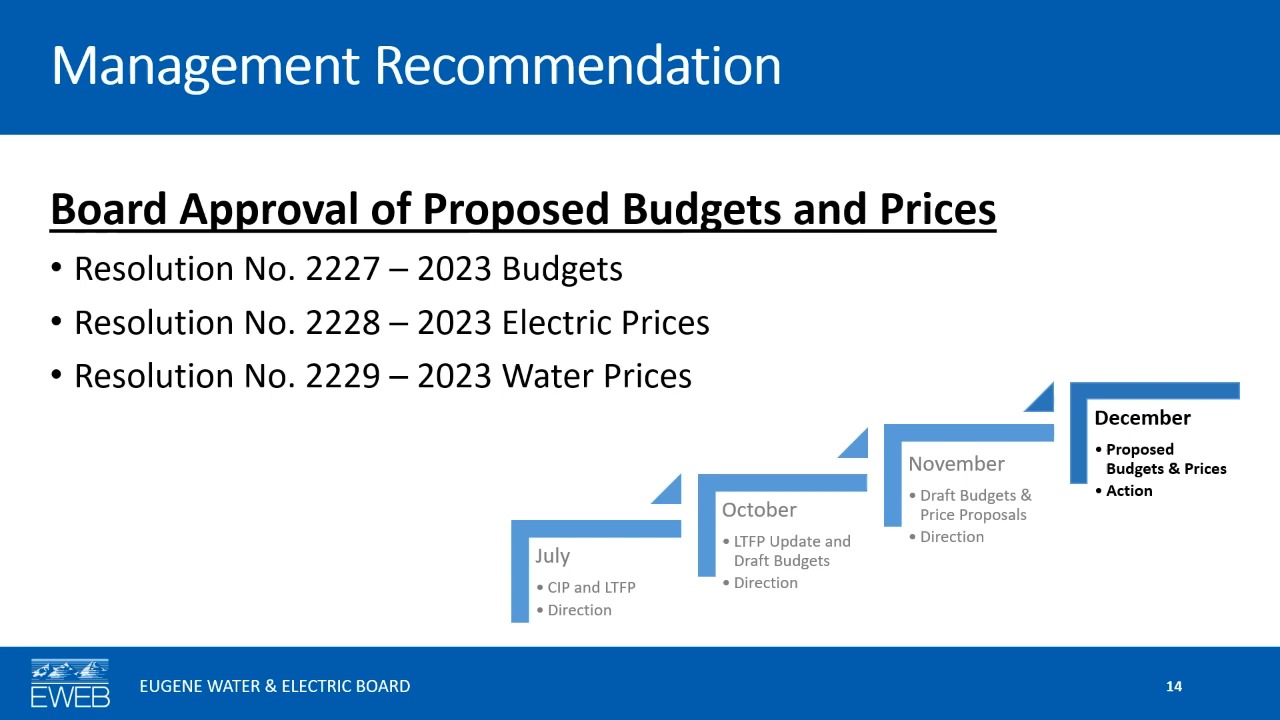 Management Recommendation
Board Approval of Proposed Budgets and Prices
• Resolution No. 2227 – 2023 Budgets
• Resolution No. 2228 – 2023 Electric Prices
• Resolution No. 2229 – 2023 Water Prices
July
• CIP and LTFP
• Direction
October
• LTFP Update and
Draft Budgets
• Direction
November
• Draft Budgets &
Price Proposals
• Direction
December
• Proposed
Budgets & Prices
• Action
EWEB
EUGENE WATER & ELECTRIC BOARD
14